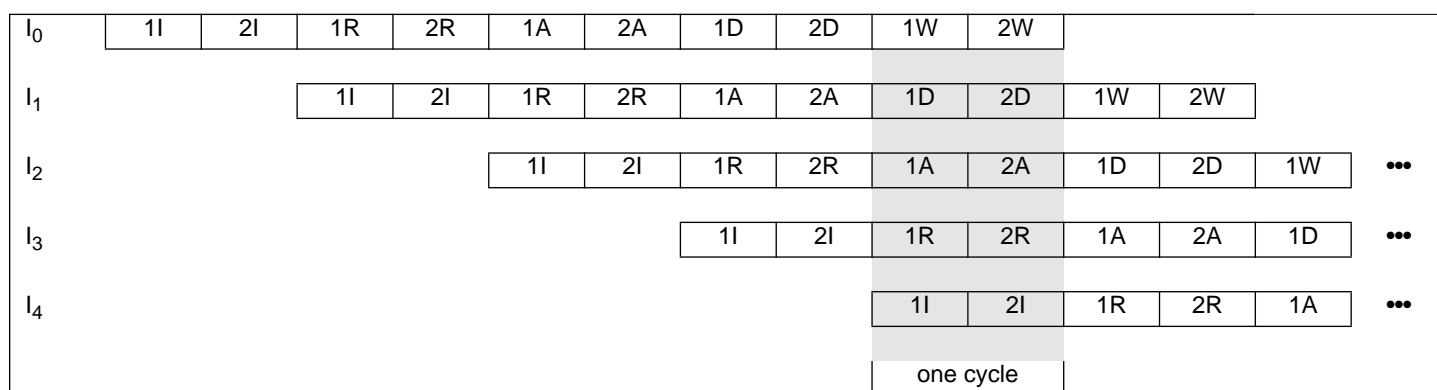 I0 1I 2I 1R 2R 1A 2A 1D 2D 1W 2W
I1 1I 2I 1R 2R 1A 2A 1D 2D 1W 2W
I2 1I 2I 1R 2R 1A 2A 1D 2D 1W •••
I3 1I 2I 1R 2R 1A 2A 1D •••
I4 1I 2I 1R 2R 1A •••
one cycle